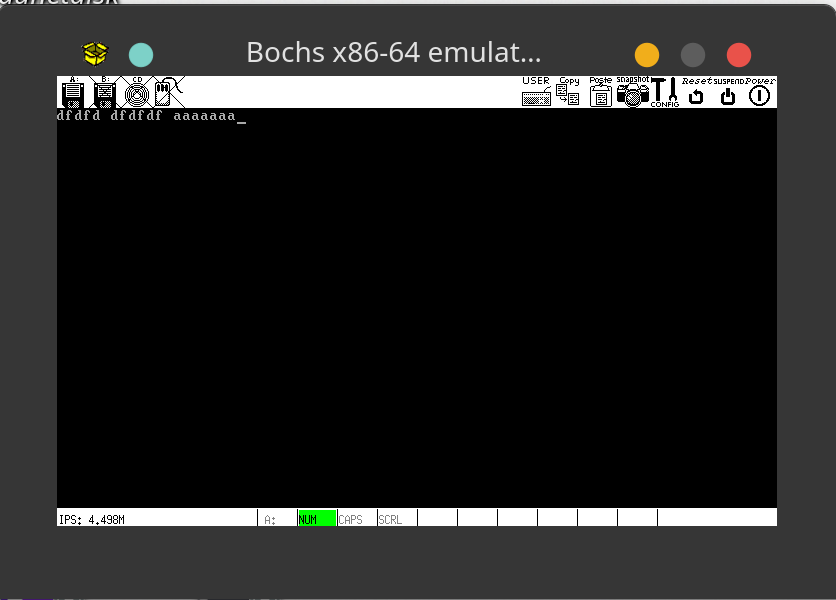 Bochs x86-64 emulat...
A: B: CD USER Copy Paste snapshot CONFIG Reset SUSPEND Power
dfdfd dfdfdf aaaaaaa_
IPS: 4.498M A: NUM CAPS SCRL